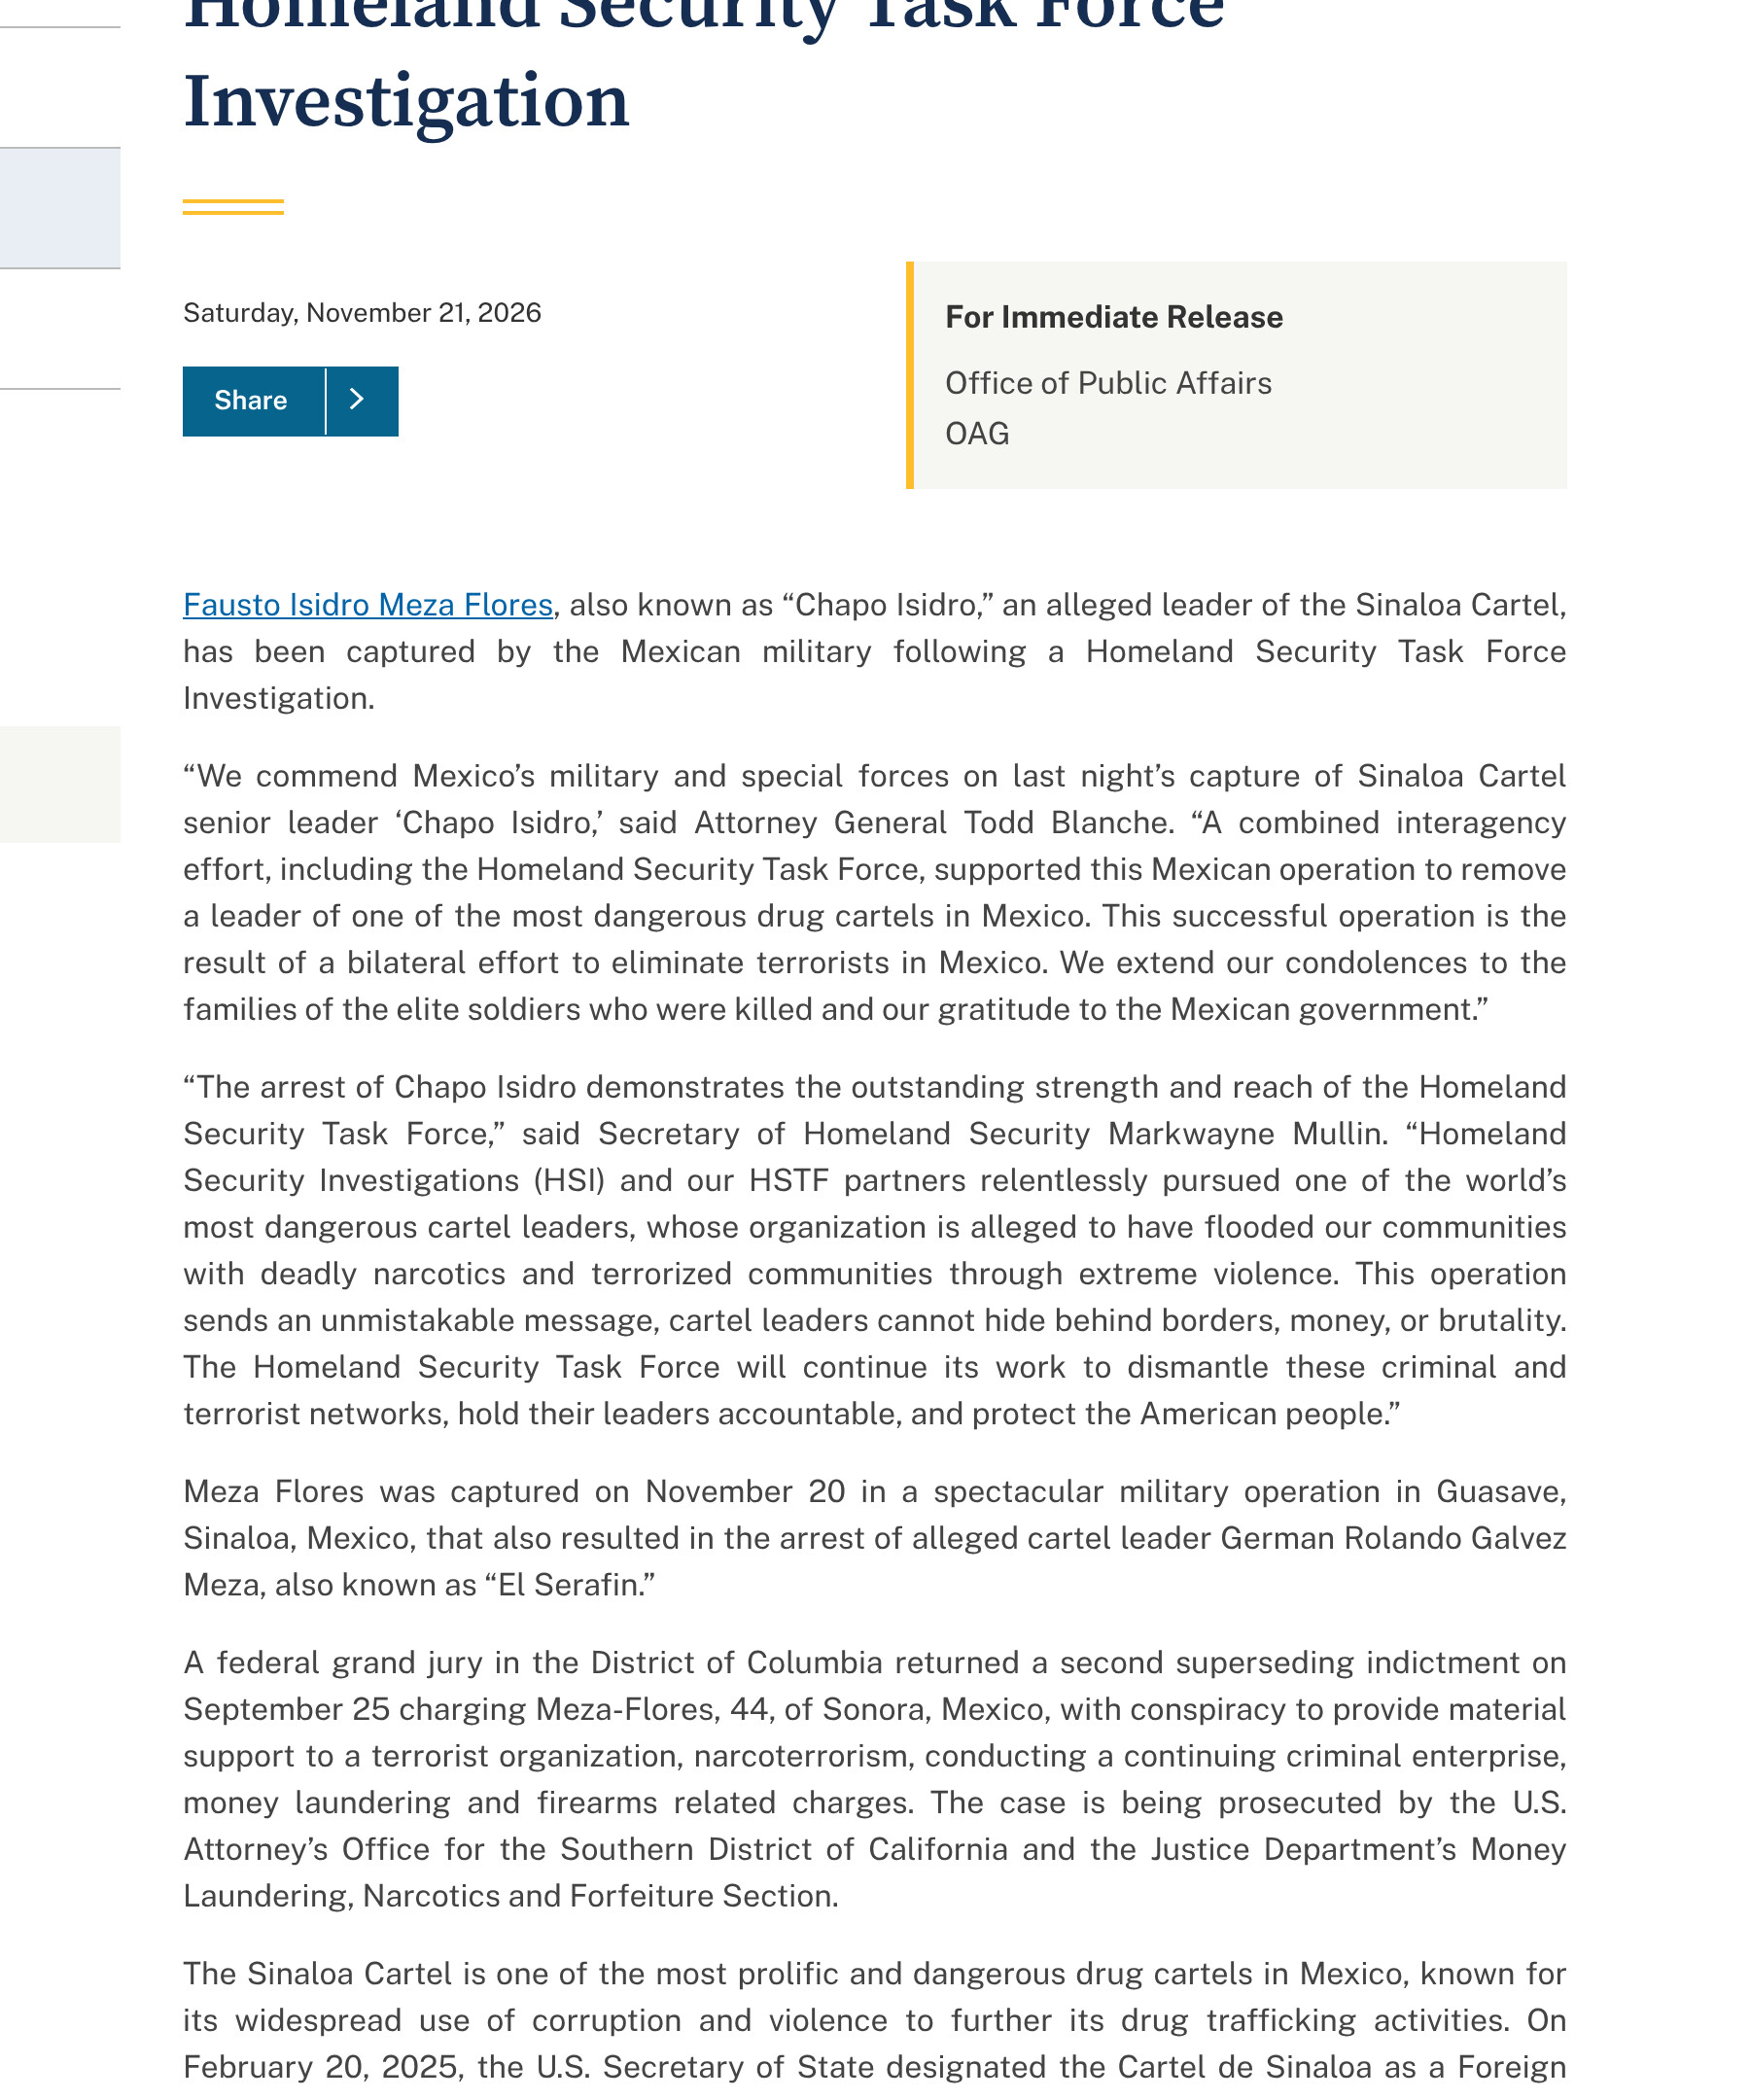 Homeland Security Task Force
Investigation
Saturday, November 21, 2026
Share
For Immediate Release
Office of Public Affairs
OAG
Fausto Isidro Meza Flores, also known as “Chapo Isidro,” an alleged leader of the Sinaloa Cartel,
has been captured by the Mexican military following a Homeland Security Task Force
Investigation.
“We commend Mexico’s military and special forces on last night’s capture of Sinaloa Cartel
senior leader ‘Chapo Isidro,’ said Attorney General Todd Blanche. “A combined interagency
effort, including the Homeland Security Task Force, supported this Mexican operation to remove
a leader of one of the most dangerous drug cartels in Mexico. This successful operation is the
result of a bilateral effort to eliminate terrorists in Mexico. We extend our condolences to the
families of the elite soldiers who were killed and our gratitude to the Mexican government.”
“The arrest of Chapo Isidro demonstrates the outstanding strength and reach of the Homeland
Security Task Force,” said Secretary of Homeland Security Markwayne Mullin. “Homeland
Security Investigations (HSI) and our HSTF partners relentlessly pursued one of the world’s
most dangerous cartel leaders, whose organization is alleged to have flooded our communities
with deadly narcotics and terrorized communities through extreme violence. This operation
sends an unmistakable message, cartel leaders cannot hide behind borders, money, or brutality.
The Homeland Security Task Force will continue its work to dismantle these criminal and
terrorist networks, hold their leaders accountable, and protect the American people.”
Meza Flores was captured on November 20 in a spectacular military operation in Guasave,
Sinaloa, Mexico, that also resulted in the arrest of alleged cartel leader German Rolando Galvez
Meza, also known as “El Serafin.”
A federal grand jury in the District of Columbia returned a second superseding indictment on
September 25 charging Meza-Flores, 44, of Sonora, Mexico, with conspiracy to provide material
support to a terrorist organization, narcoterrorism, conducting a continuing criminal enterprise,
money laundering and firearms related charges. The case is being prosecuted by the U.S.
Attorney’s Office for the Southern District of California and the Justice Department’s Money
Laundering, Narcotics and Forfeiture Section.
The Sinaloa Cartel is one of the most prolific and dangerous drug cartels in Mexico, known for
its widespread use of corruption and violence to further its drug trafficking activities. On
February 20, 2025, the U.S. Secretary of State designated the Cartel de Sinaloa as a Foreign